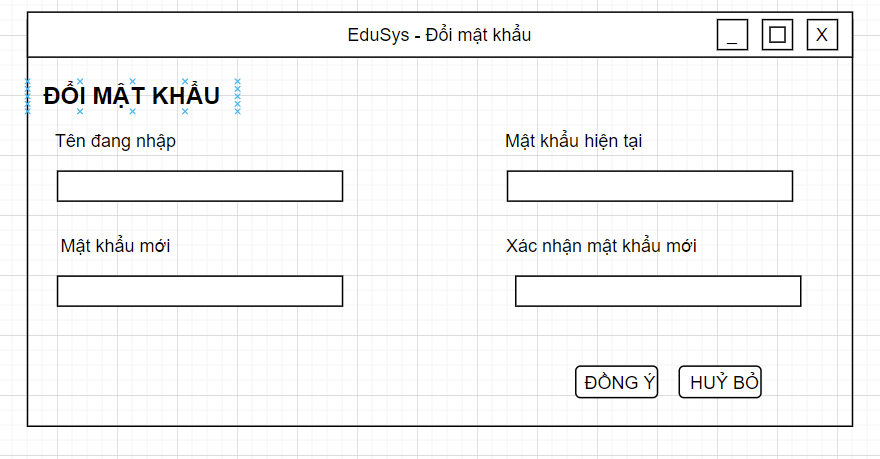 EduSys - Đổi mật khẩu
_ X
ĐỔI MẬT KHẨU
Tên đang nhập
Mật khẩu hiện tại
Mật khẩu mới
Xác nhận mật khẩu mới
ĐỒNG Ý
HUỶ BỎ